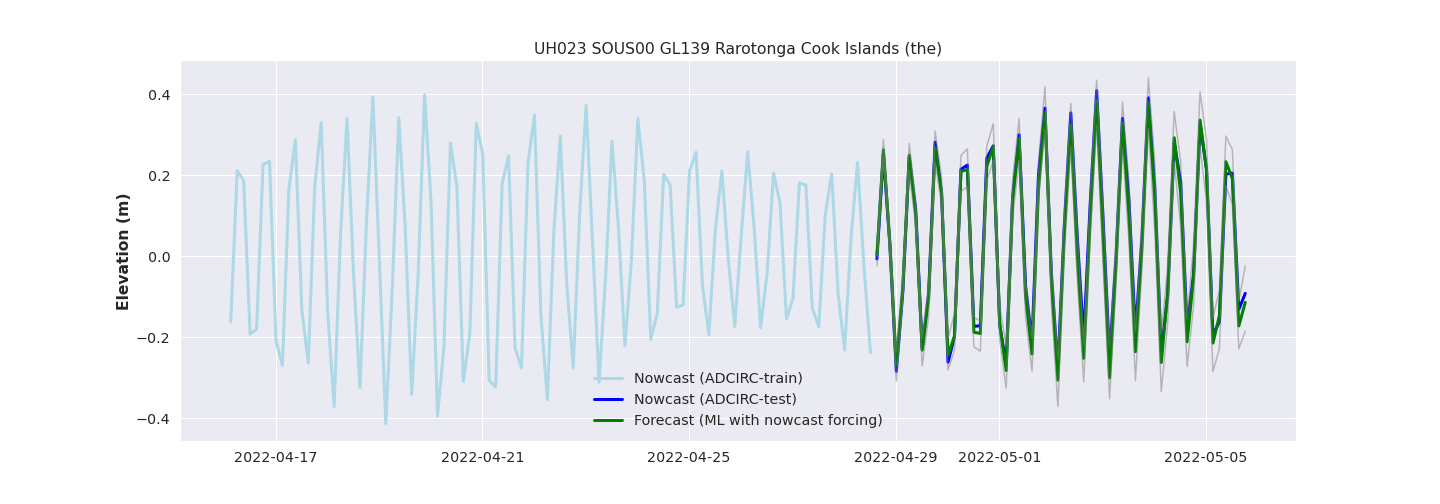 UH023 SOUS00 GL139 Rarotonga Cook Islands (the)
Elevation (m)
0.4
0.2
0.0
−0.2
−0.4
Nowcast (ADCIRC-train)
Nowcast (ADCIRC-test)
Forecast (ML with nowcast forcing)
2022-04-17 2022-04-21 2022-04-25 2022-04-29 2022-05-01 2022-05-05